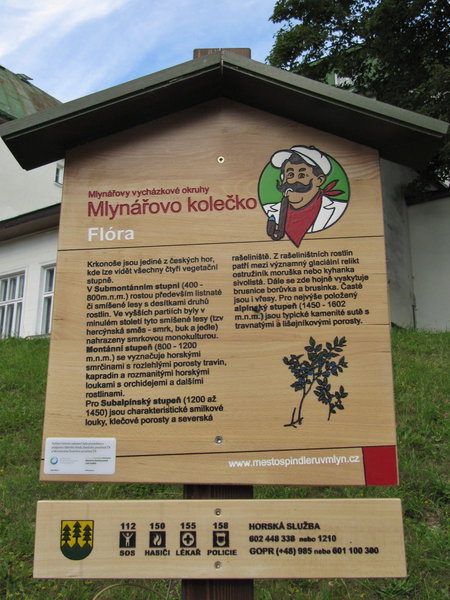 Mlynářovy vycházkové okruhy
Mlynářovo kolečko
Flóra
Krkonoše jsou jediné z českých hor,
kde lze vidět všechny čtyři vegetační
stupně.
V Submontánním stupni (400 -
800m.n.m.) rostou především listnaté
či smíšené lesy s desítkami druhů
rostlin. Ve vyšších partiích byly v
minulém století tyto smíšené lesy (tzv
hercýnská směs - smrk, buk a jedle)
nahrazeny smrkovou monokulturou.
Montánní stupeň (800 - 1200
m.n.m.) se vyznačuje horskými
smrčinami s rozlehlými porosty travin,
kapradin a rozmanitými horskými
loukami s orchidejemi a dalšími
rostlinami.
Pro Subalpínský stupeň (1200 až
1450) jsou charakteristické smilkové
louky, klečové porosty a severská
rašeliniště. Z rašeliništních rostlin
patří mezi významný glaciální relikt
ostružiník moruška nebo kyhanka
sivolistá. Dále se zde hojně vyskytuje
brusnice borůvka a brusinka. Časté
jsou i vřesy. Pro nejvýše položený
alpínský stupeň (1450 - 1602
m.n.m.) jsou typické kamenité sutě s
travnatými a lišejníkovými porosty.
www.mestospindleruvmlyn.cz
112 150 155 158
SOS HASIČI LÉKAŘ POLICIE
HORSKÁ SLUŽBA
602 448 338 nebo 1210
GOPR (+48) 985 nebo 601 100 300